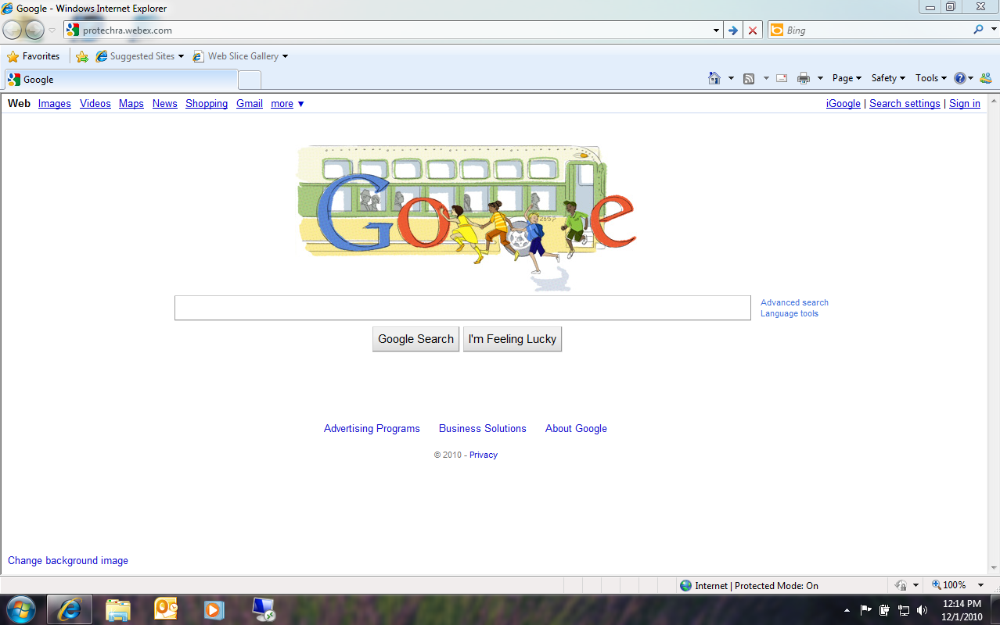 Google - Windows Internet Explorer
protechra.webex.com
Bing
Favorites Suggested Sites Web Slice Gallery
Google
Page Safety Tools
Web Images Videos Maps News Shopping Gmail more ▼
iGoogle | Search settings | Sign in
Google
2857
Advanced search
Language tools
Google Search I'm Feeling Lucky
Advertising Programs Business Solutions About Google
© 2010 - Privacy
Change background image
Internet | Protected Mode: On
100%
12:14 PM
12/1/2010